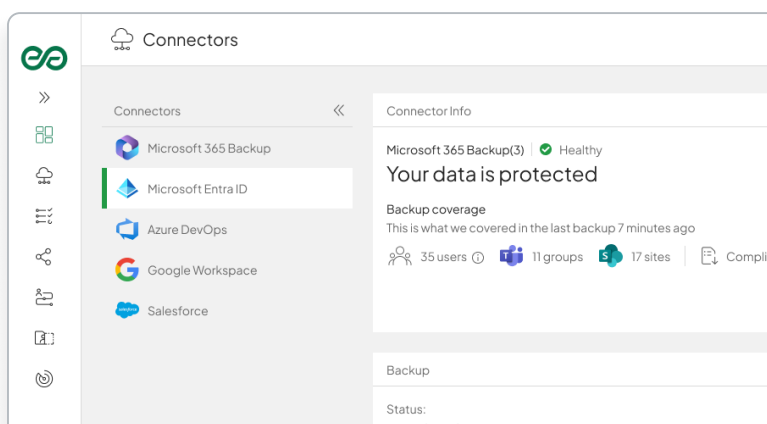 Connectors
Connectors
Microsoft 365 Backup
Microsoft Entra ID
Azure DevOps
Google Workspace
Salesforce
Connector Info
Microsoft 365 Backup(3) Healthy
Your data is protected
Backup coverage
This is what we covered in the last backup 7 minutes ago
35 users 11 groups 17 sites Compli
Backup
Status: